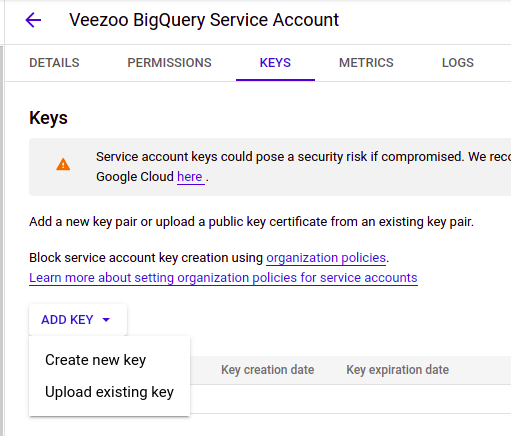 Veezoo BigQuery Service Account
DETAILS PERMISSIONS KEYS METRICS LOGS
Keys
Service account keys could pose a security risk if compromised. We
Google Cloud here .
Add a new key pair or upload a public key certificate from an existing key pair.
Block service account key creation using organization policies.
Learn more about setting organization policies for service accounts
ADD KEY
Create new key
Key creation date Key expiration date
Upload existing key